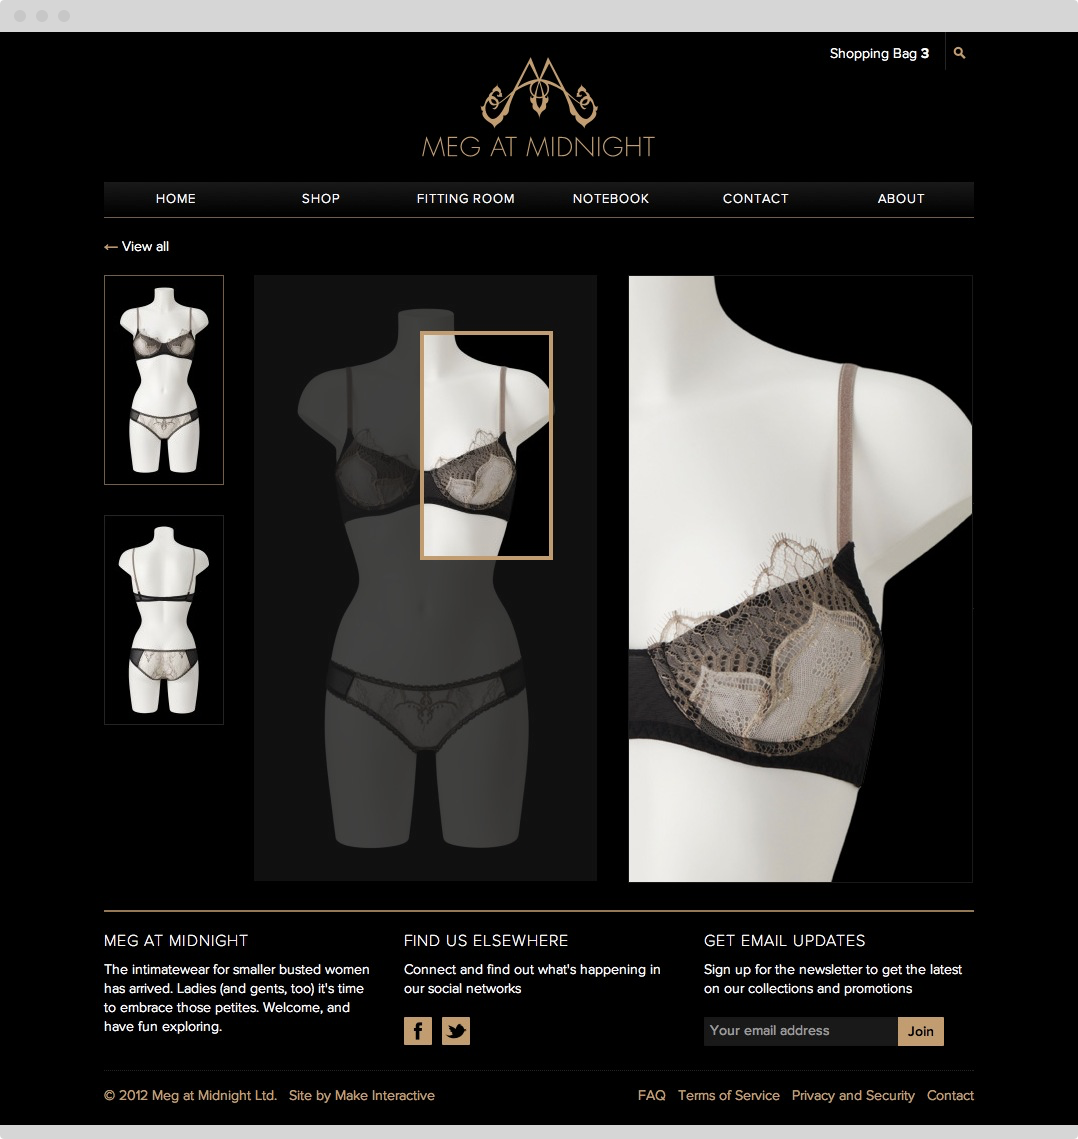 Shopping Bag 3
MEG AT MIDNIGHT
HOME SHOP FITTING ROOM NOTEBOOK CONTACT ABOUT
← View all
MEG AT MIDNIGHT
The intimatewear for smaller busted women
has arrived. Ladies (and gents, too) it's time
to embrace those petites. Welcome, and
have fun exploring.
FIND US ELSEWHERE
Connect and find out what's happening in
our social networks
GET EMAIL UPDATES
Sign up for the newsletter to get the latest
on our collections and promotions
Your email address Join
© 2012 Meg at Midnight Ltd. Site by Make Interactive
FAQ Terms of Service Privacy and Security Contact